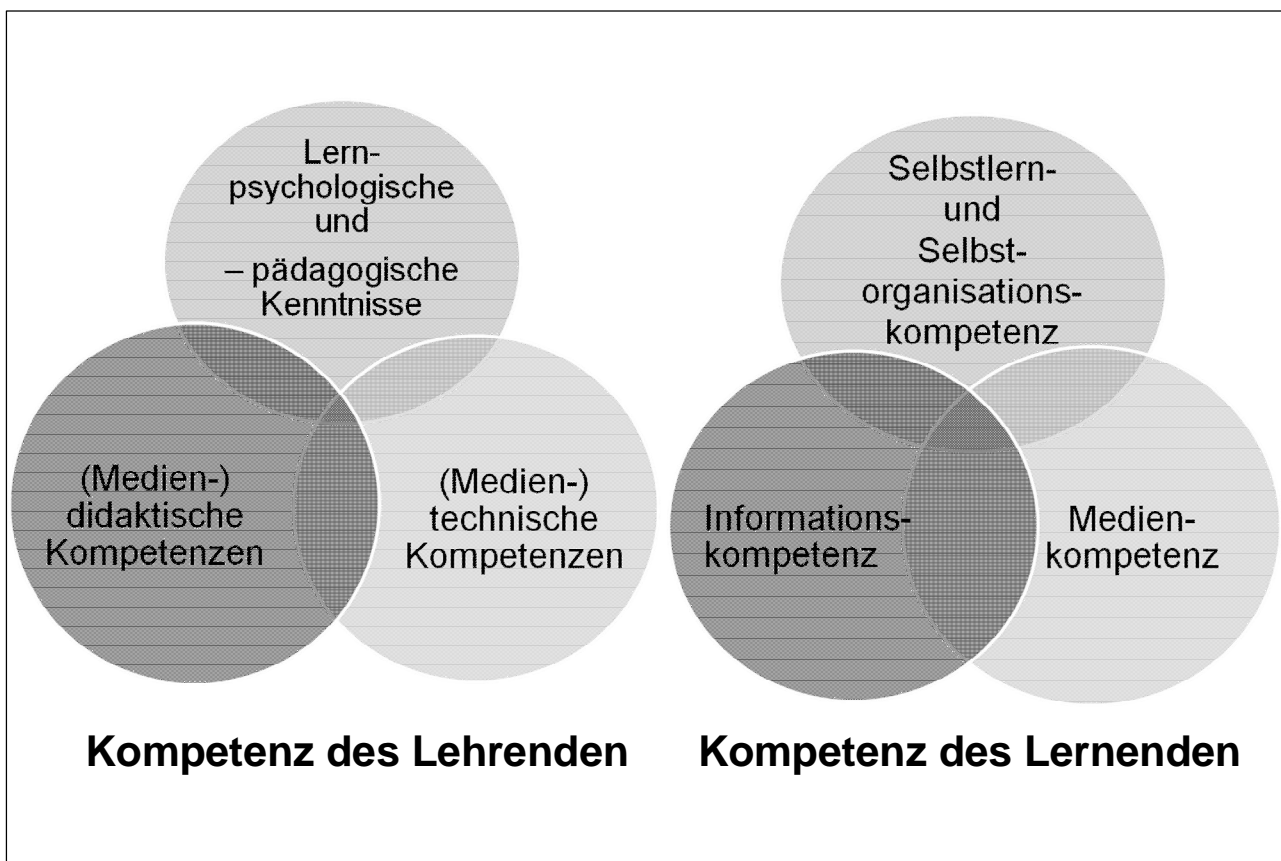 Lern-
psychologische
und
– pädagogische
Kenntnisse
(Medien-)
didaktische
Kompetenzen
(Medien-)
technische
Kompetenzen
Kompetenz des Lehrenden
Selbstlern-
und
Selbst-
organisations-
kompetenz
Informations-
kompetenz
Medien-
kompetenz
Kompetenz des Lernenden